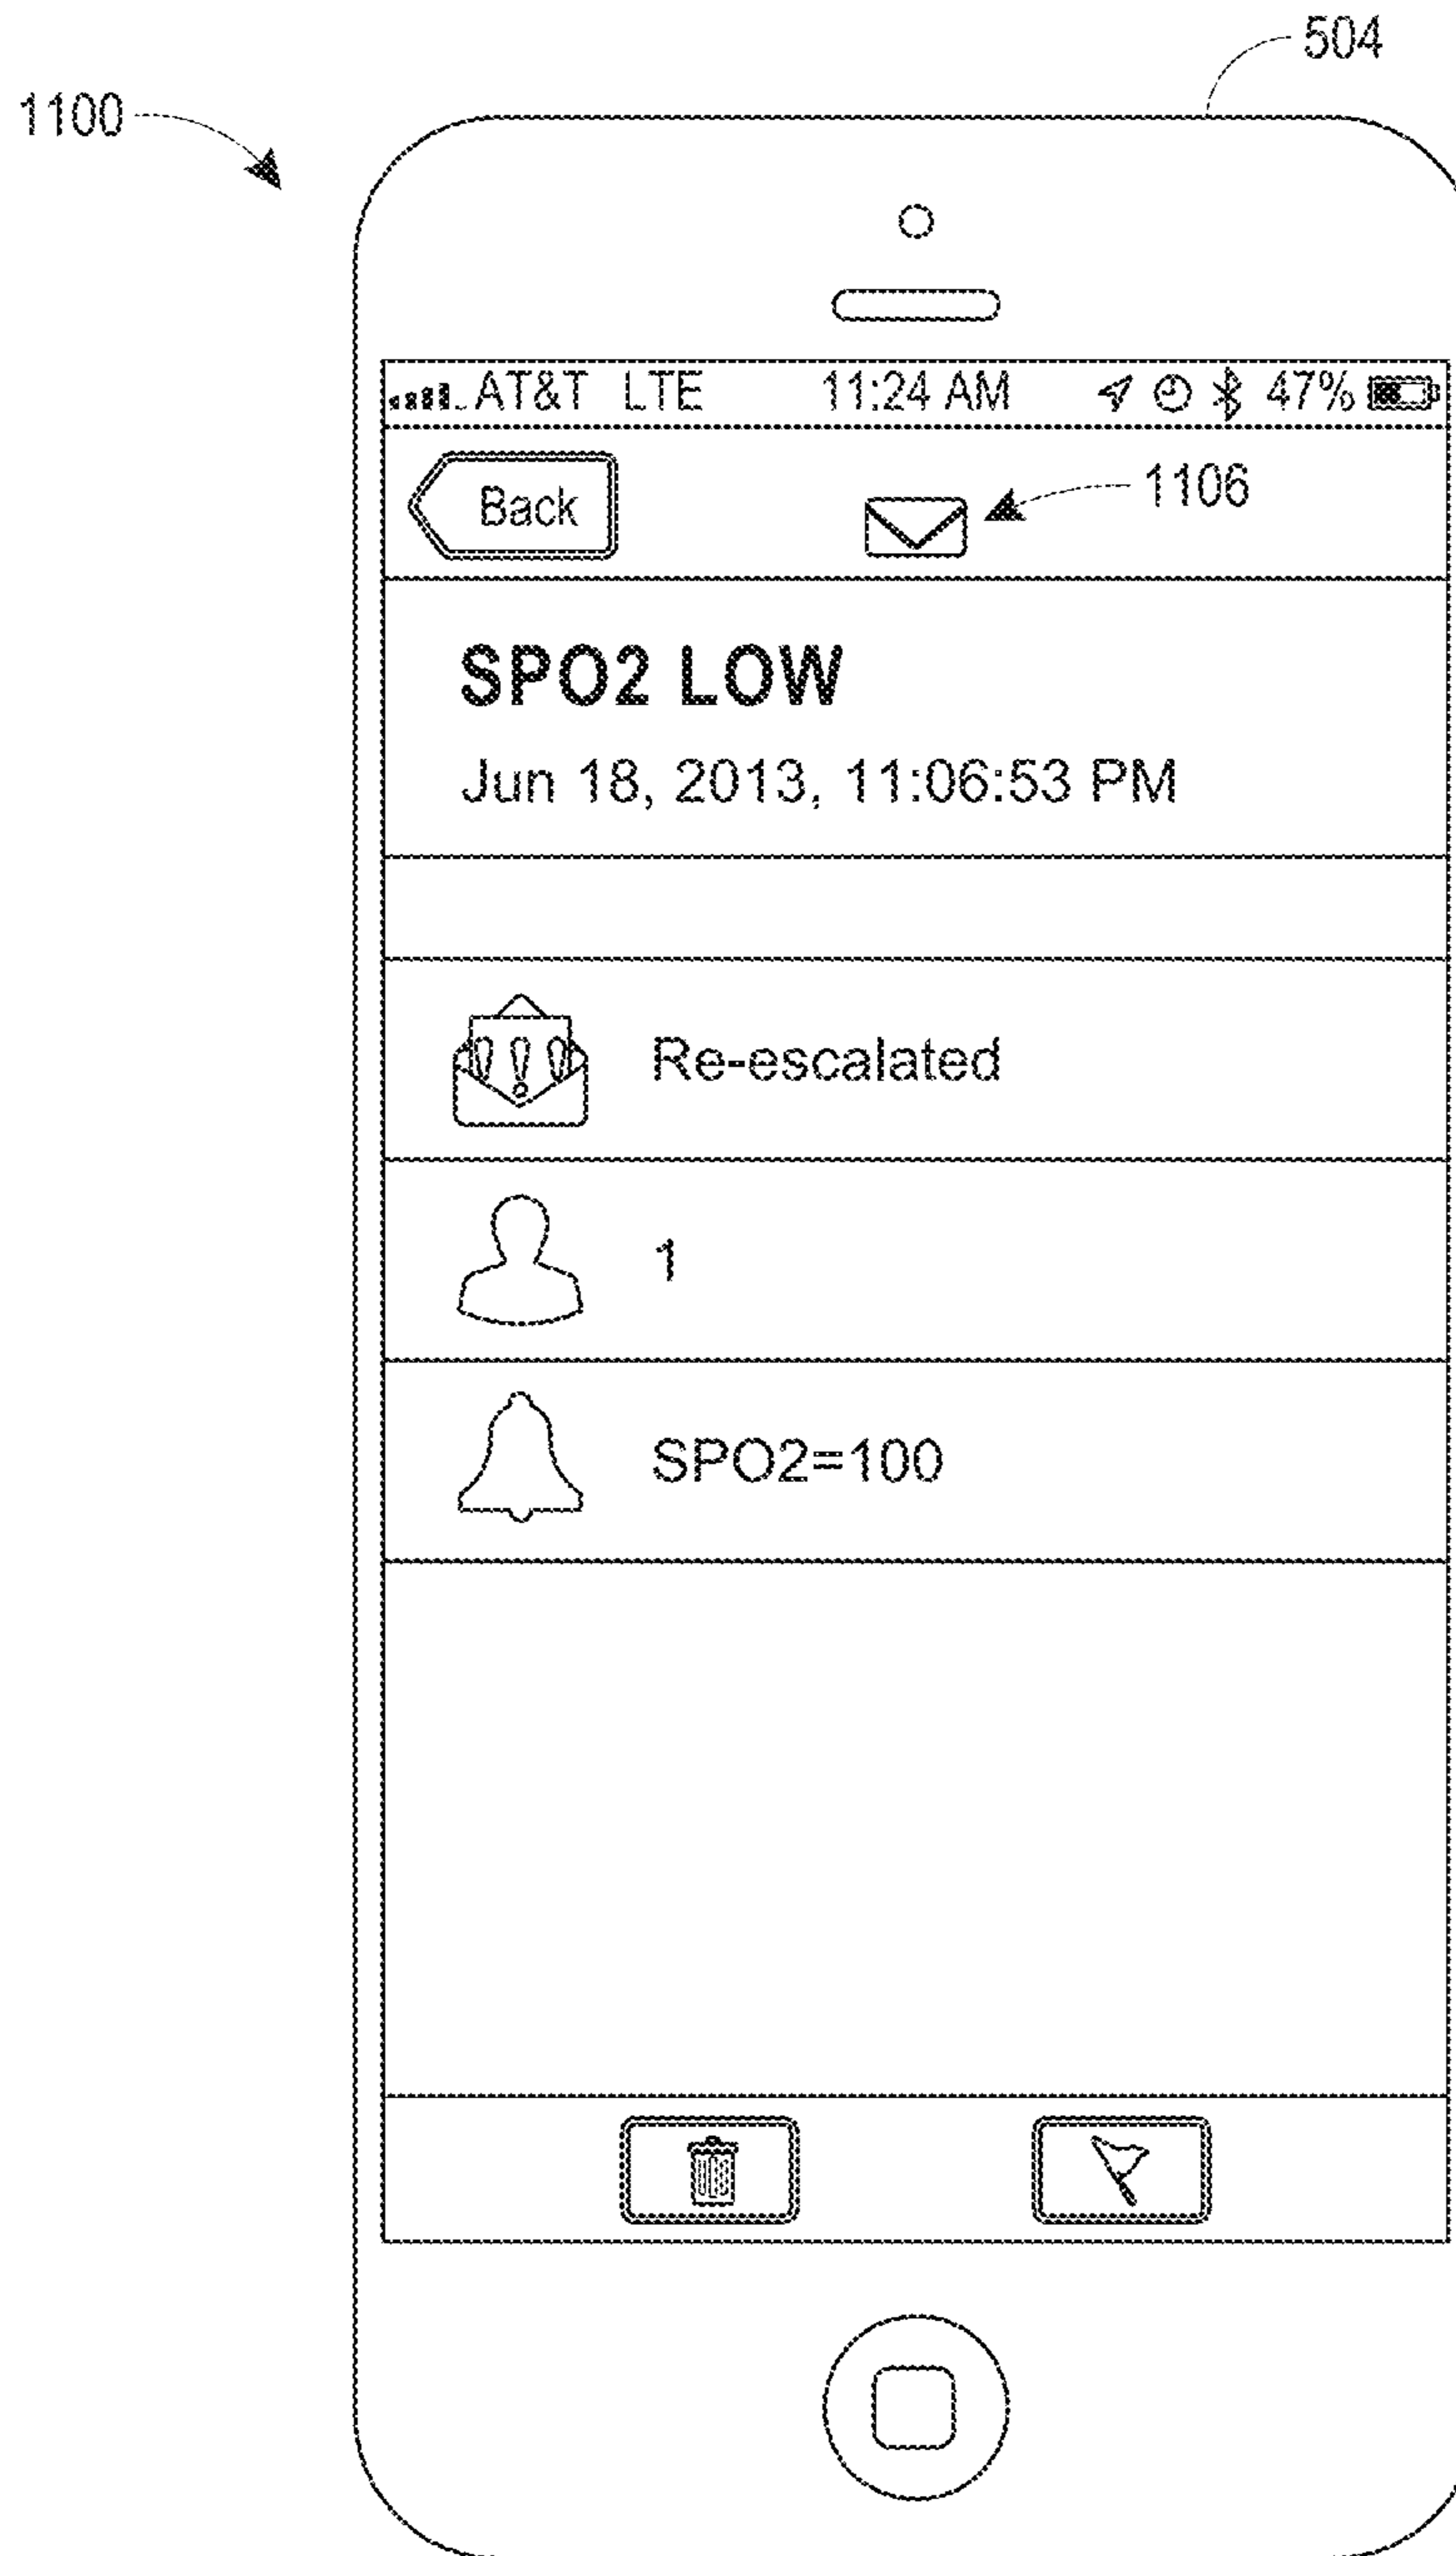 504
1100
AT&T LTE 11:24 AM 47%
Back
1106
SPO2 LOW
Jun 18, 2013, 11:06:53 PM
Re-escalated
1
SPO2=100